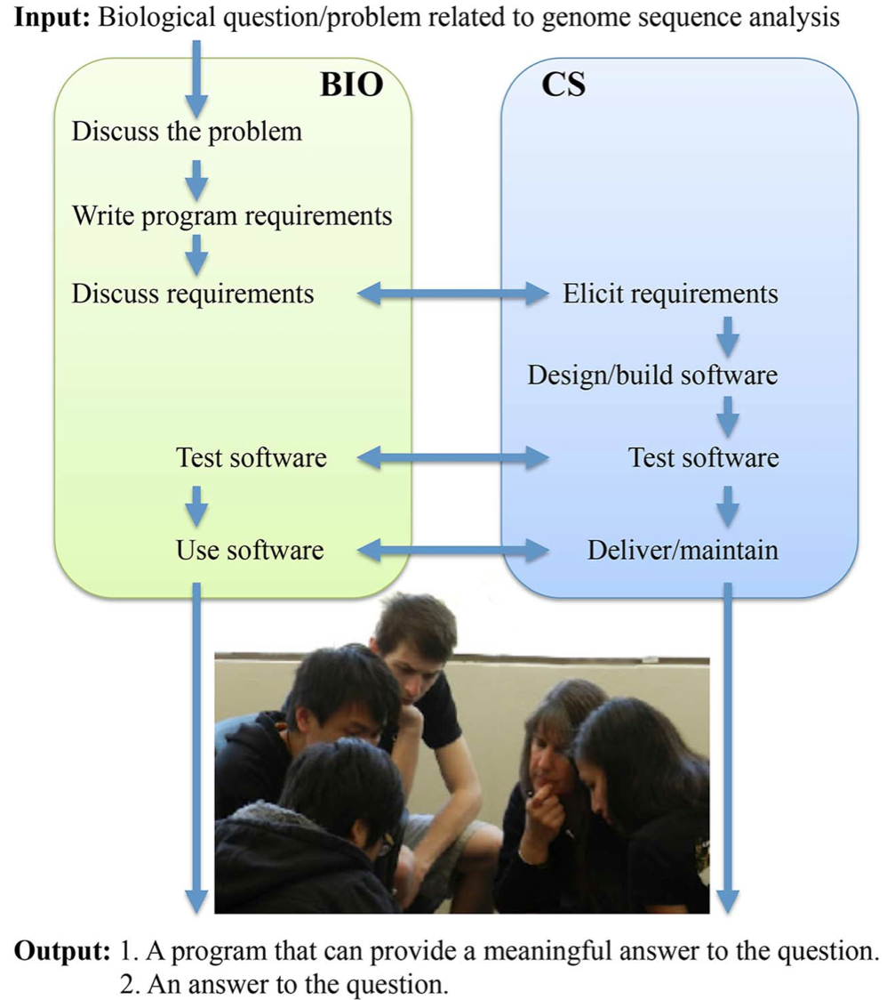 Input: Biological question/problem related to genome sequence analysis
BIO
Discuss the problem
Write program requirements
Discuss requirements
Test software
Use software
CS
Elicit requirements
Design/build software
Test software
Deliver/maintain
Output: 1. A program that can provide a meaningful answer to the question.
2. An answer to the question.